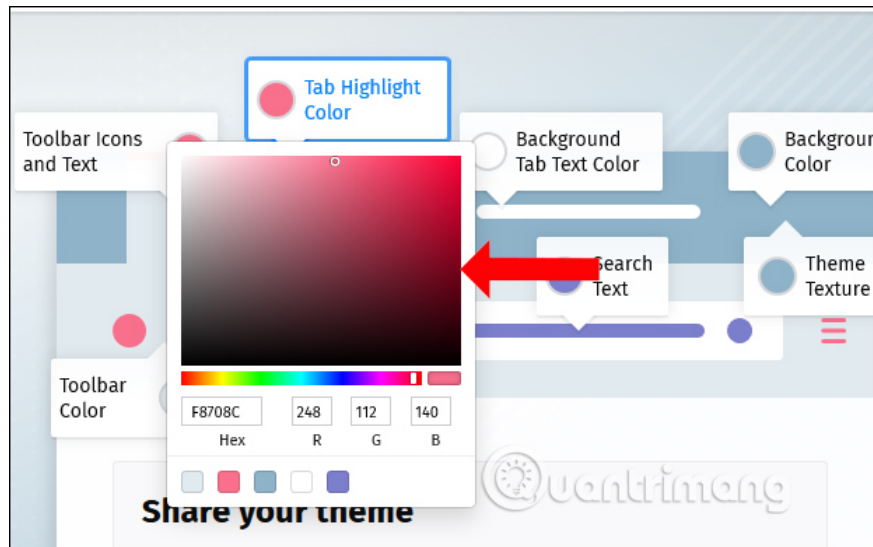 Tab Highlight
Color
Toolbar Icons
and Text
Background
Tab Text Color
Backgroun
Color
Search
Text
Theme
Texture
Toolbar
Color
F8708C
248
112
140
Hex
R
G
B
Share your theme
Quantrimang